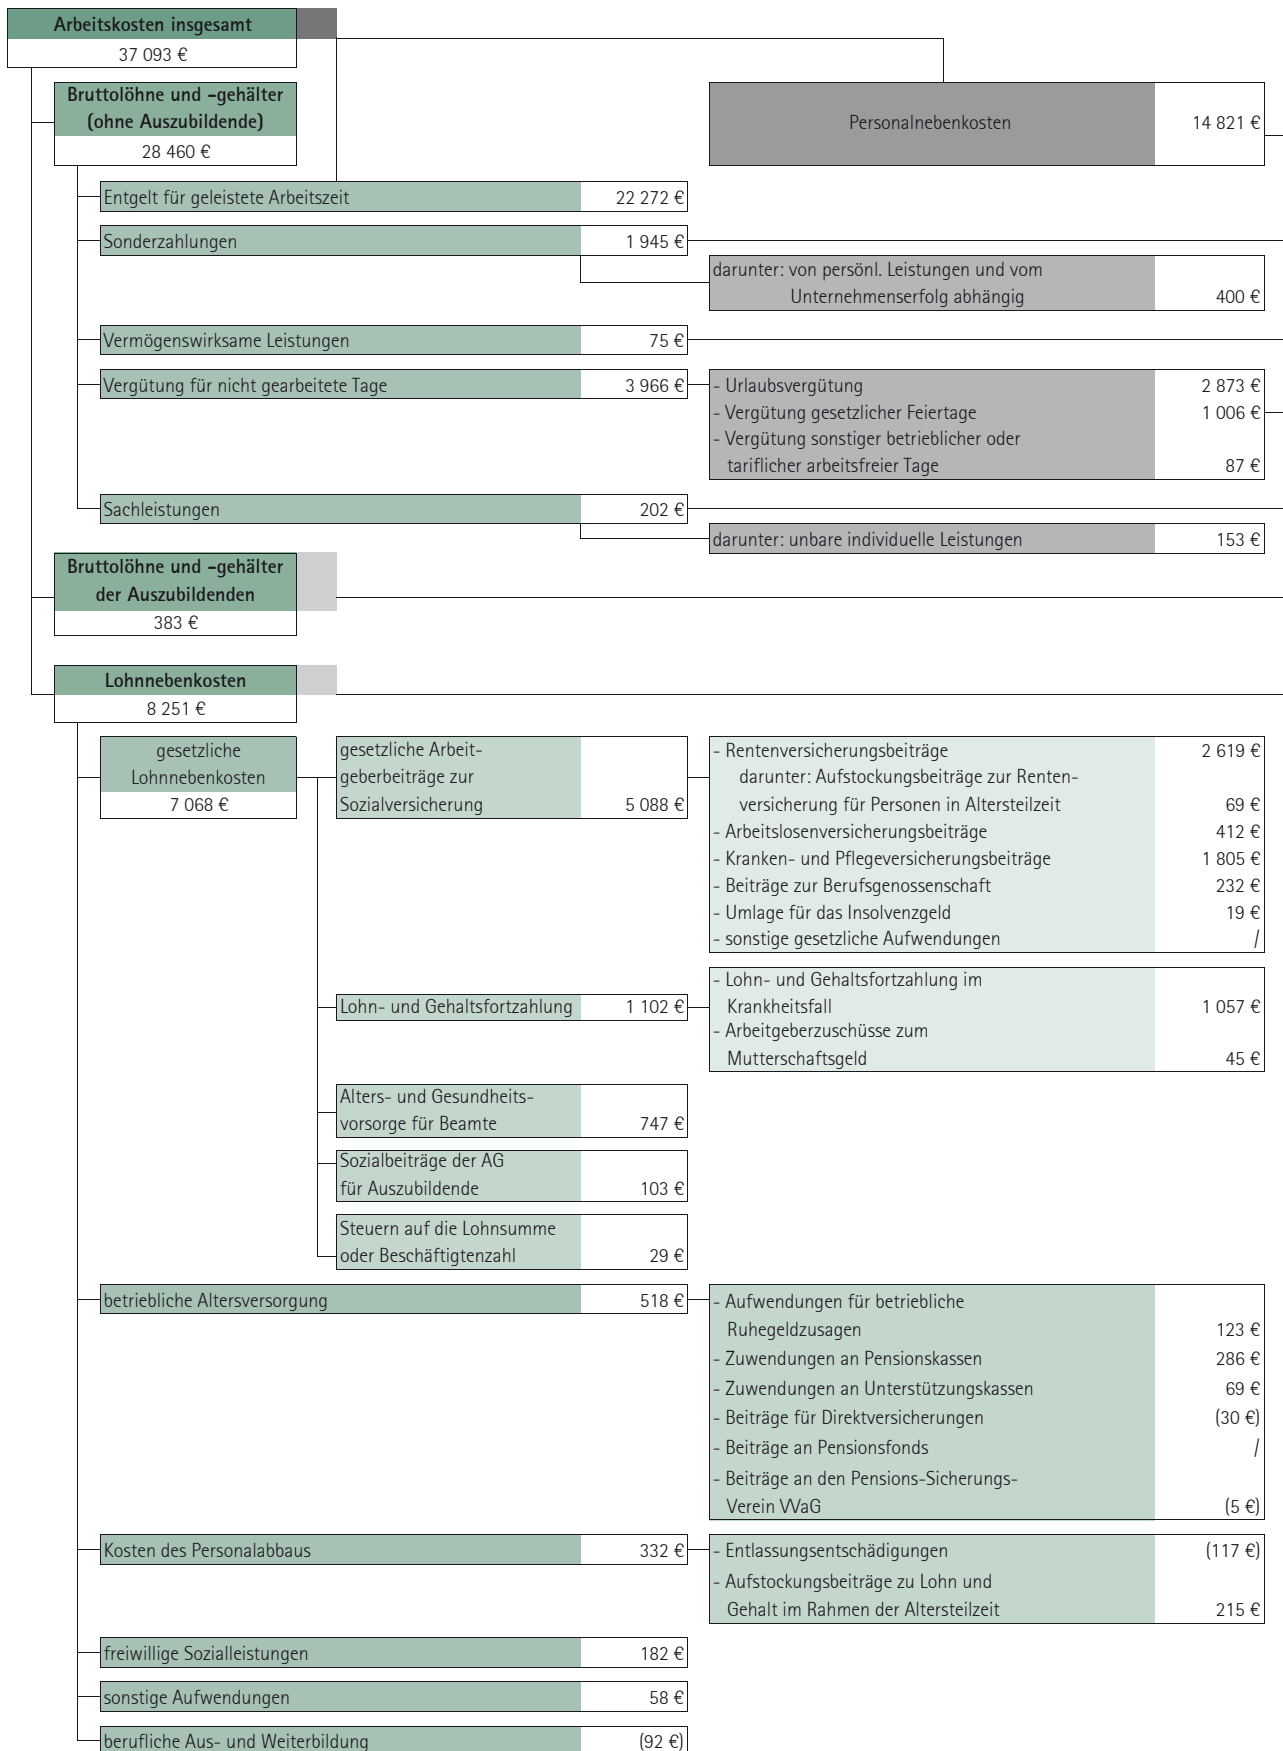 Arbeitskosten insgesamt
37 093 €
Bruttolöhne und -gehälter
(ohne Auszubildende)
28 460 €
Personalnebenkosten 14 821 €
Entgelt für geleistete Arbeitszeit 22 272 €
Sonderzahlungen 1 945 €
darunter: von persönl. Leistungen und vom
Unternehmenserfolg abhängig 400 €
Vermögenswirksame Leistungen 75 €
Vergütung für nicht gearbeitete Tage 3 966 €
- Urlaubsvergütung 2 873 €
- Vergütung gesetzlicher Feiertage 1 006 €
- Vergütung sonstiger betrieblicher oder
tariflicher arbeitsfreier Tage 87 €
Sachleistungen 202 €
darunter: unbare individuelle Leistungen 153 €
Bruttolöhne und -gehälter
der Auszubildenden
383 €
Lohnnebenkosten
8 251 €
gesetzliche
Lohnnebenkosten
7 068 €
gesetzliche Arbeit-
geberbeiträge zur
Sozialversicherung 5 088 €
- Rentenversicherungsbeiträge 2 619 €
darunter: Aufstockungsbeiträge zur Renten-
versicherung für Personen in Altersteilzeit 69 €
- Arbeitslosenversicherungsbeiträge 412 €
- Kranken- und Pflegeversicherungsbeiträge 1 805 €
- Beiträge zur Berufsgenossenschaft 232 €
- Umlage für das Insolvenzgeld 19 €
- sonstige gesetzliche Aufwendungen /
Lohn- und Gehaltsfortzahlung 1 102 €
- Lohn- und Gehaltsfortzahlung im
Krankheitsfall 1 057 €
- Arbeitgeberzuschüsse zum
Mutterschaftsgeld 45 €
Alters- und Gesundheits-
vorsorge für Beamte 747 €
Sozialbeiträge der AG
für Auszubildende 103 €
Steuern auf die Lohnsumme
oder Beschäftigtenzahl 29 €
betriebliche Altersversorgung 518 €
- Aufwendungen für betriebliche
Ruhegeldzusagen 123 €
- Zuwendungen an Pensionskassen 286 €
- Zuwendungen an Unterstützungskassen 69 €
- Beiträge für Direktversicherungen (30 €)
- Beiträge an Pensionsfonds /
- Beiträge an den Pensions-Sicherungs-
Verein VVaG (5 €)
Kosten des Personalabbaus 332 €
- Entlassungsentschädigungen (117 €)
- Aufstockungsbeiträge zu Lohn und
Gehalt im Rahmen der Altersteilzeit 215 €
freiwillige Sozialleistungen 182 €
sonstige Aufwendungen 58 €
berufliche Aus- und Weiterbildung (92 €)